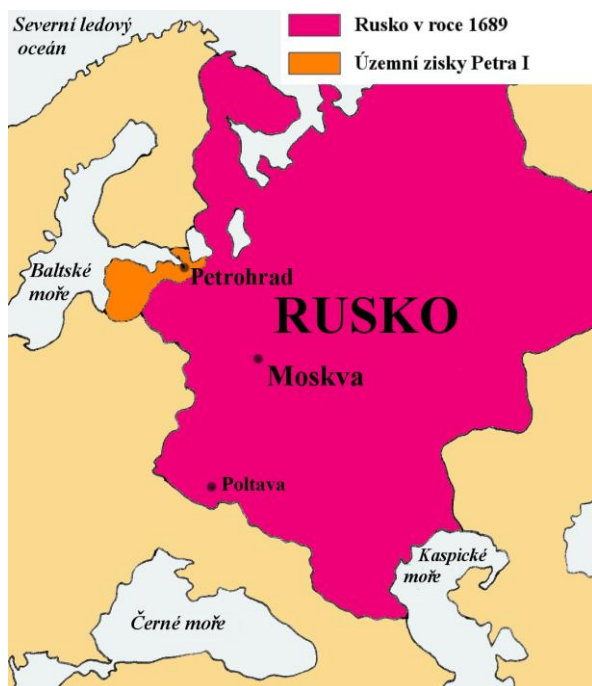 Severní ledový
oceán
Rusko v roce 1689
Územní zisky Petra I
Baltské
moře
Petrohrad
RUSKO
Moskva
Poltava
Kaspické
moře
Černé moře